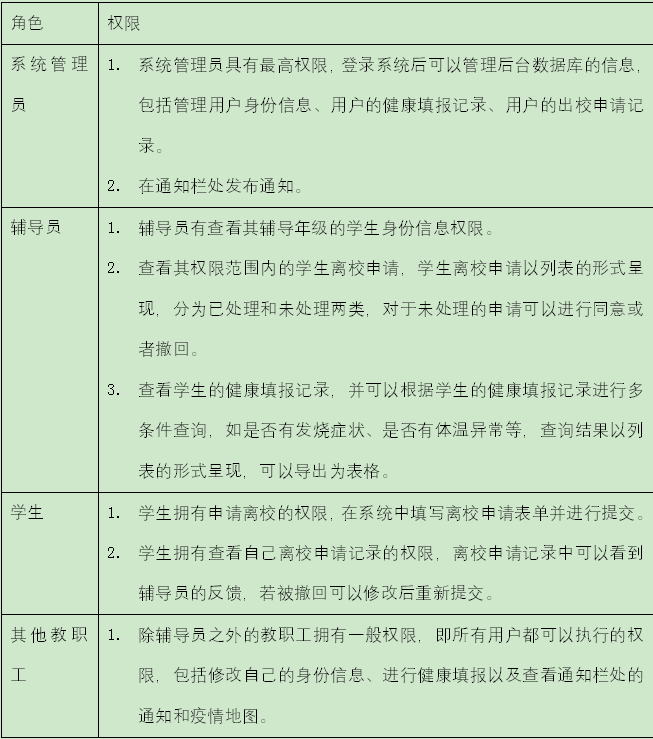 角色 权限
系统管理员 1. 系统管理员具有最高权限,登录系统后可以管理后台数据库的信息,
包括管理用户身份信息、用户的健康填报记录、用户的出校申请记
录。
2. 在通知栏处发布通知。
辅导员 1. 辅导员有查看其辅导年级的学生身份信息权限。
2. 查看其权限范围内的学生离校申请,学生离校申请以列表的形式呈
现,分为已处理和未处理两类,对于未处理的申请可以进行同意或
者撤回。
3. 查看学生的健康填报记录,并可以根据学生的健康填报记录进行多
条件查询,如是否有发烧症状、是否有体温异常等,查询结果以列
表的形式呈现,可以导出为表格。
学生 1. 学生拥有申请离校的权限,在系统中填写离校申请表单并进行提交。
2. 学生拥有查看自己离校申请记录的权限,离校申请记录中可以看到
辅导员的反馈,若被撤回可以修改后重新提交。
其他教职工 1. 除辅导员之外的教职工拥有一般权限,即所有用户都可以执行的权
限,包括修改自己的身份信息、进行健康填报以及查看通知栏处的
通知和疫情地图。